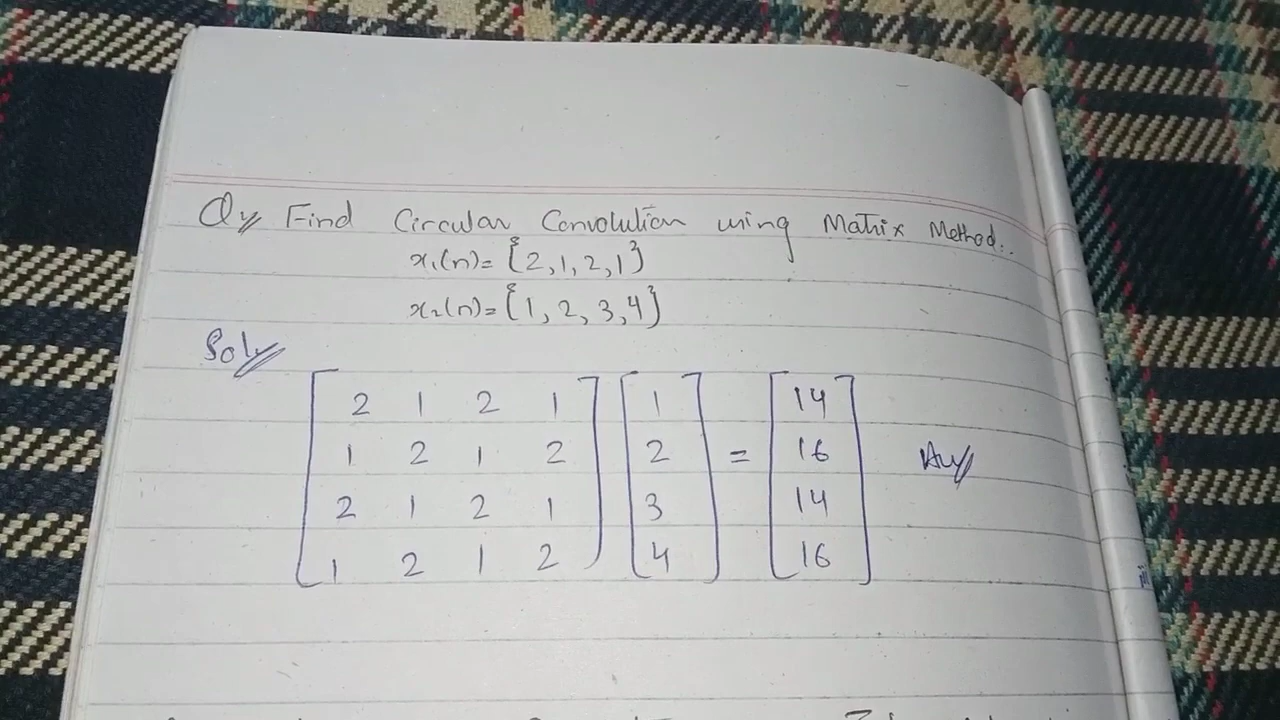 Q Find Circular Convolution using Matrix Method.
x₁(n) = {2, 1, 2, 1}
x₂(n) = {1, 2, 3, 4}
Sol
[2 1 2 1] [1] [14]
[1 2 1 2] [2] = [16] Ans
[2 1 2 1] [3] [14]
[1 2 1 2] [4] [16]